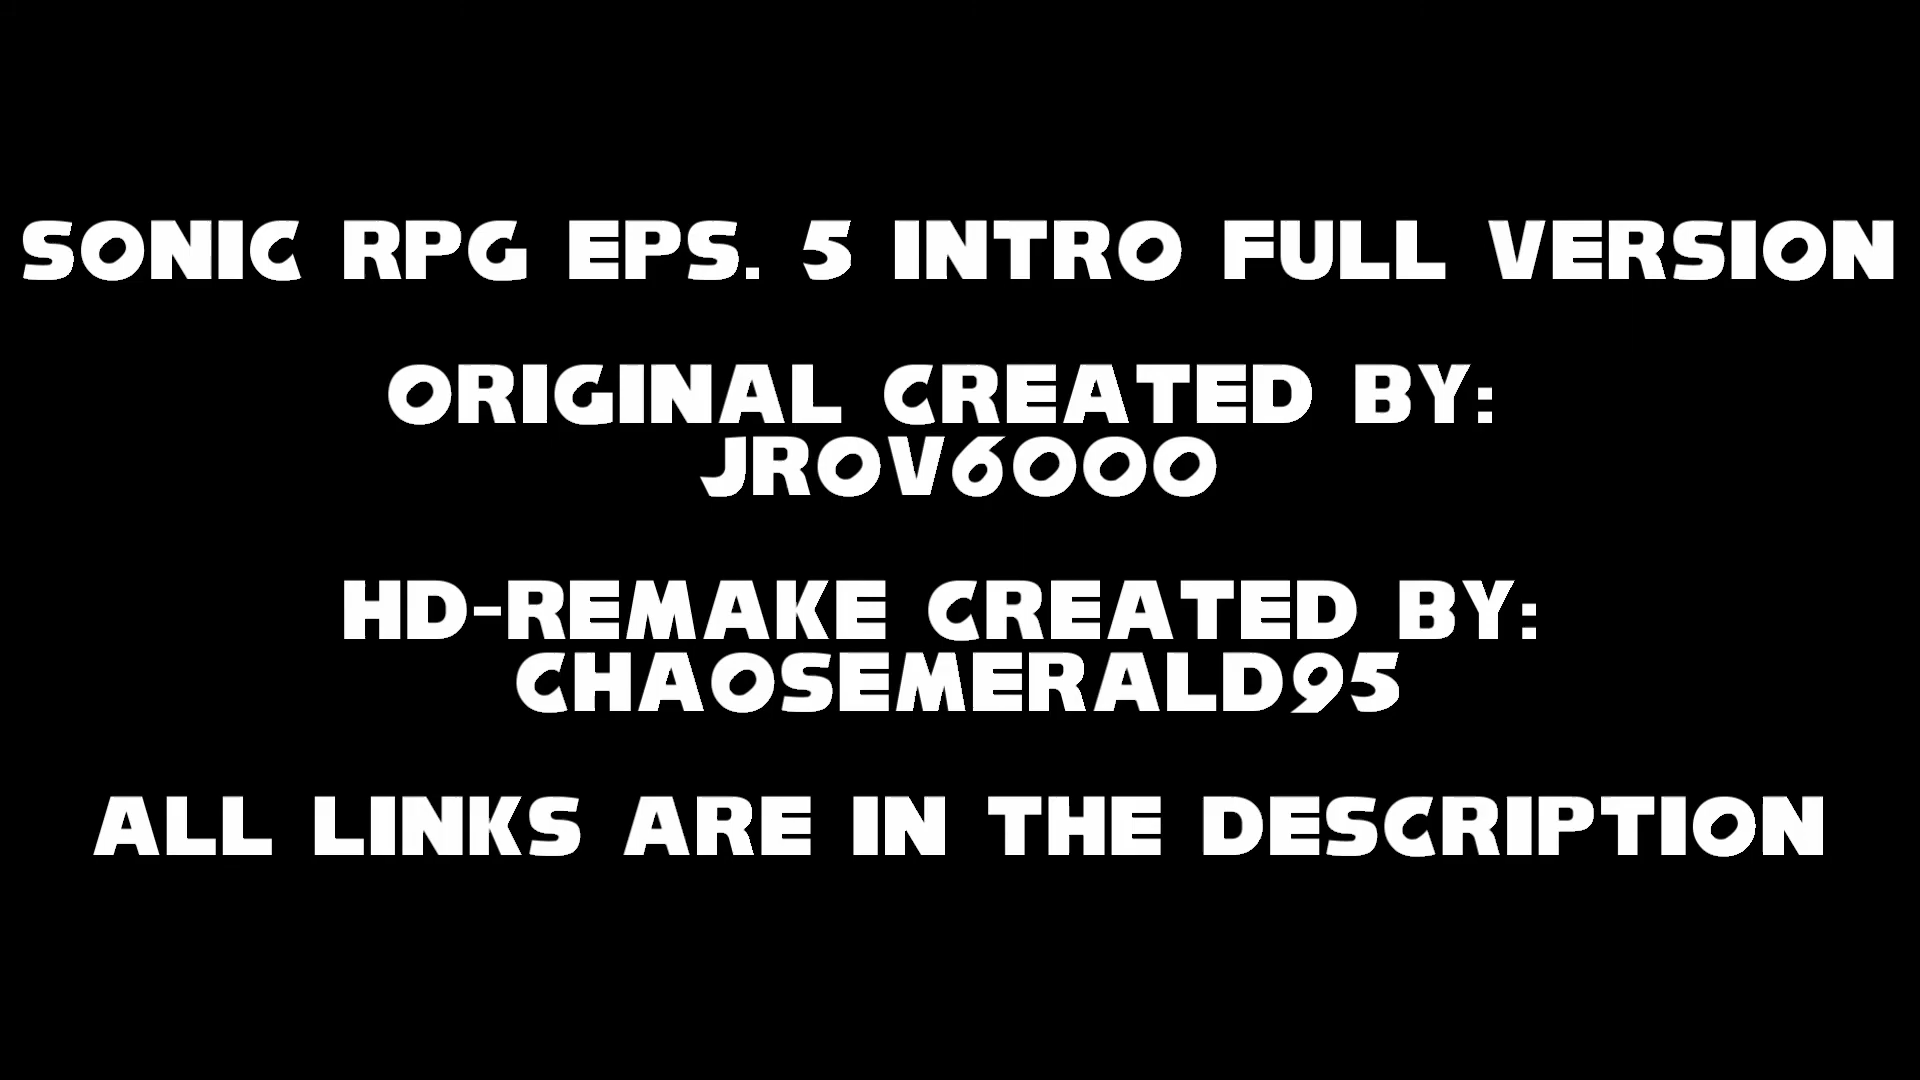 SONIC RPG EPS. 5 INTRO FULL VERSION
ORIGINAL CREATED BY:
JROV6000
HD-REMAKE CREATED BY:
CHAOSEMERALD95
ALL LINKS ARE IN THE DESCRIPTION